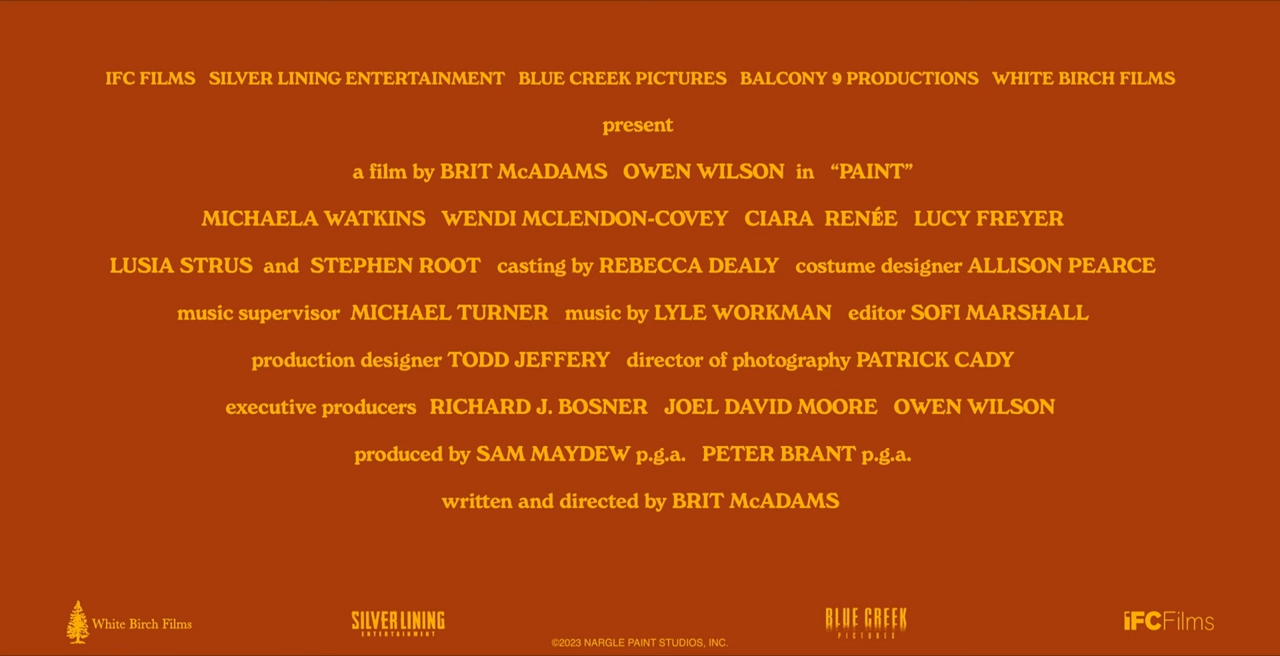 IFC FILMS SILVER LINING ENTERTAINMENT BLUE CREEK PICTURES BALCONY 9 PRODUCTIONS WHITE BIRCH FILMS
present
a film by BRIT McADAMS OWEN WILSON in “PAINT”
MICHAELA WATKINS WENDI MCLENDON-COVEY CIARA RENÉE LUCY FREYER
LUSIA STRUS and STEPHEN ROOT casting by REBECCA DEALY costume designer ALLISON PEARCE
music supervisor MICHAEL TURNER music by LYLE WORKMAN editor SOFI MARSHALL
production designer TODD JEFFERY director of photography PATRICK CADY
executive producers RICHARD J. BOSNER JOEL DAVID MOORE OWEN WILSON
produced by SAM MAYDEW p.g.a. PETER BRANT p.g.a.
written and directed by BRIT McADAMS
White Birch Films
SILVER LINING
ENTERTAINMENT
BLUE CREEK
PICTURES
IFC Films
©2023 NARGLE PAINT STUDIOS, INC.